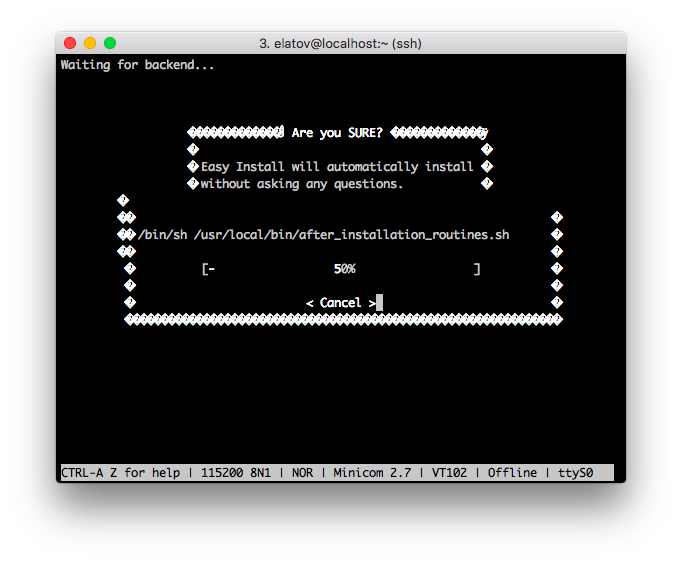 3. elatov@localhost:~ (ssh)
Waiting for backend...
Are you SURE?
Easy Install will automatically install
without asking any questions.
/bin/sh /usr/local/bin/after_installation_routines.sh
[- 50% ]
< Cancel >
CTRL-A Z for help | 115200 8N1 | NOR | Minicom 2.7 | VT102 | Offline | ttyS0